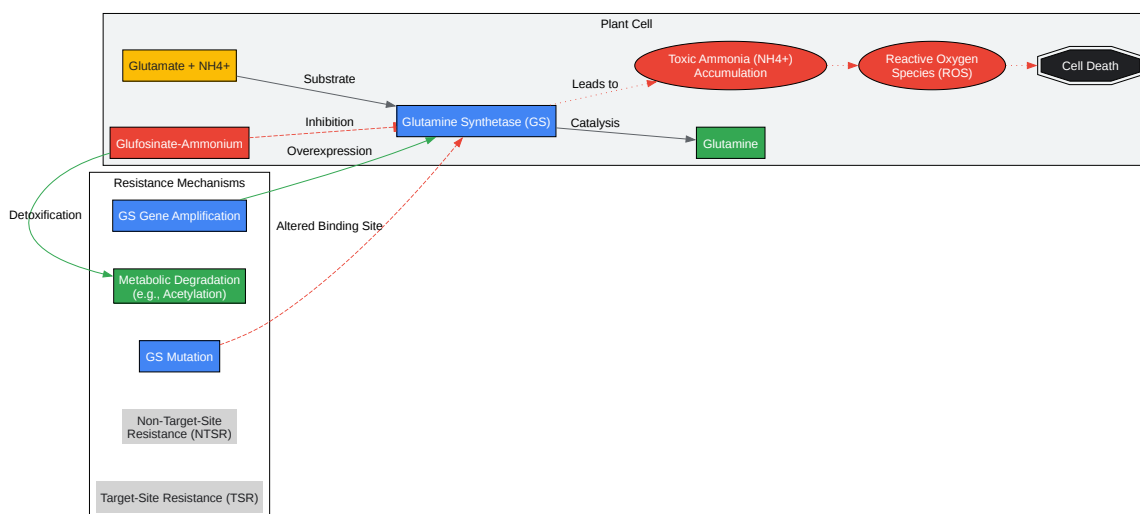 Plant Cell
Glutamate + NH4+
Substrate
Glufosinate-Ammonium
Inhibition
Overexpression
Glutamine Synthetase (GS)
Leads to
Catalysis
Toxic Ammonia (NH4+)
Accumulation
Reactive Oxygen
Species (ROS)
Cell Death
Glutamine
Resistance Mechanisms
Detoxification
GS Gene Amplification
Altered Binding Site
Metabolic Degradation
(e.g., Acetylation)
GS Mutation
Non-Target-Site
Resistance (NTSR)
Target-Site Resistance (TSR)